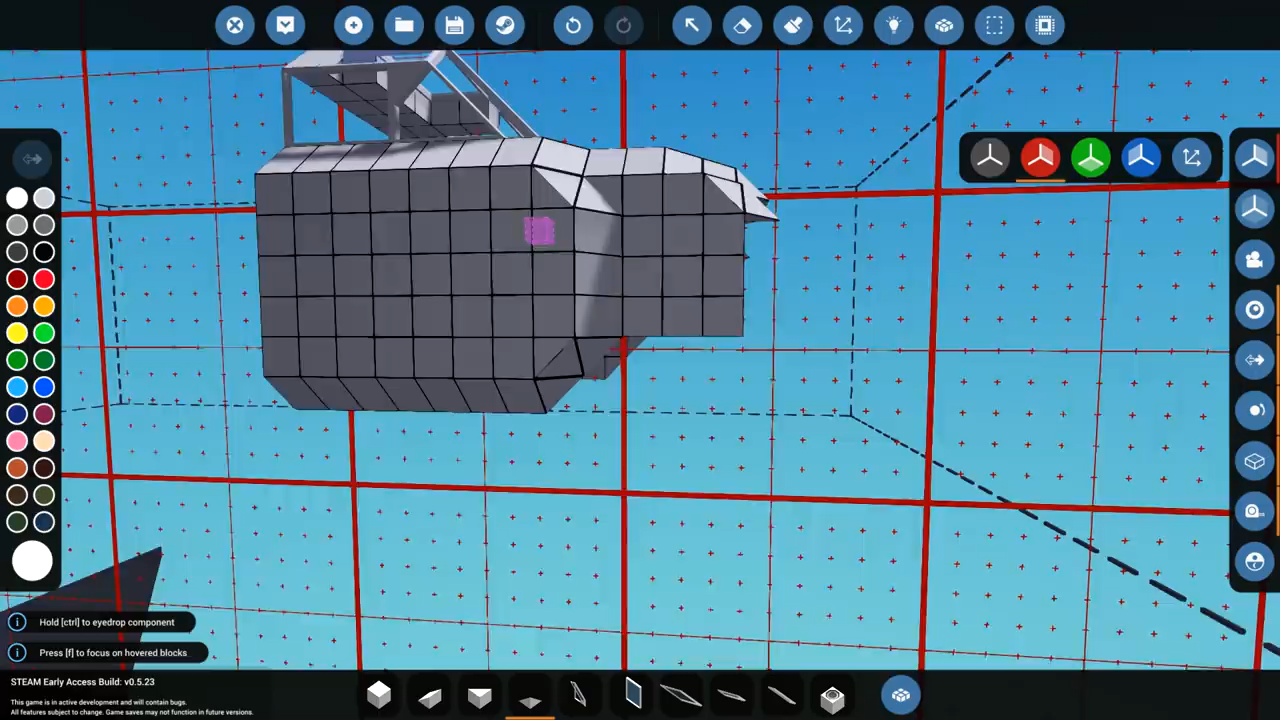 Hold [ctrl] to eyedrop component
Press [f] to focus on hovered blocks
STEAM Early Access Build: v0.5.23
This game is in active development and will contain bugs.
All features subject to change. Game saves may not function in future versions.